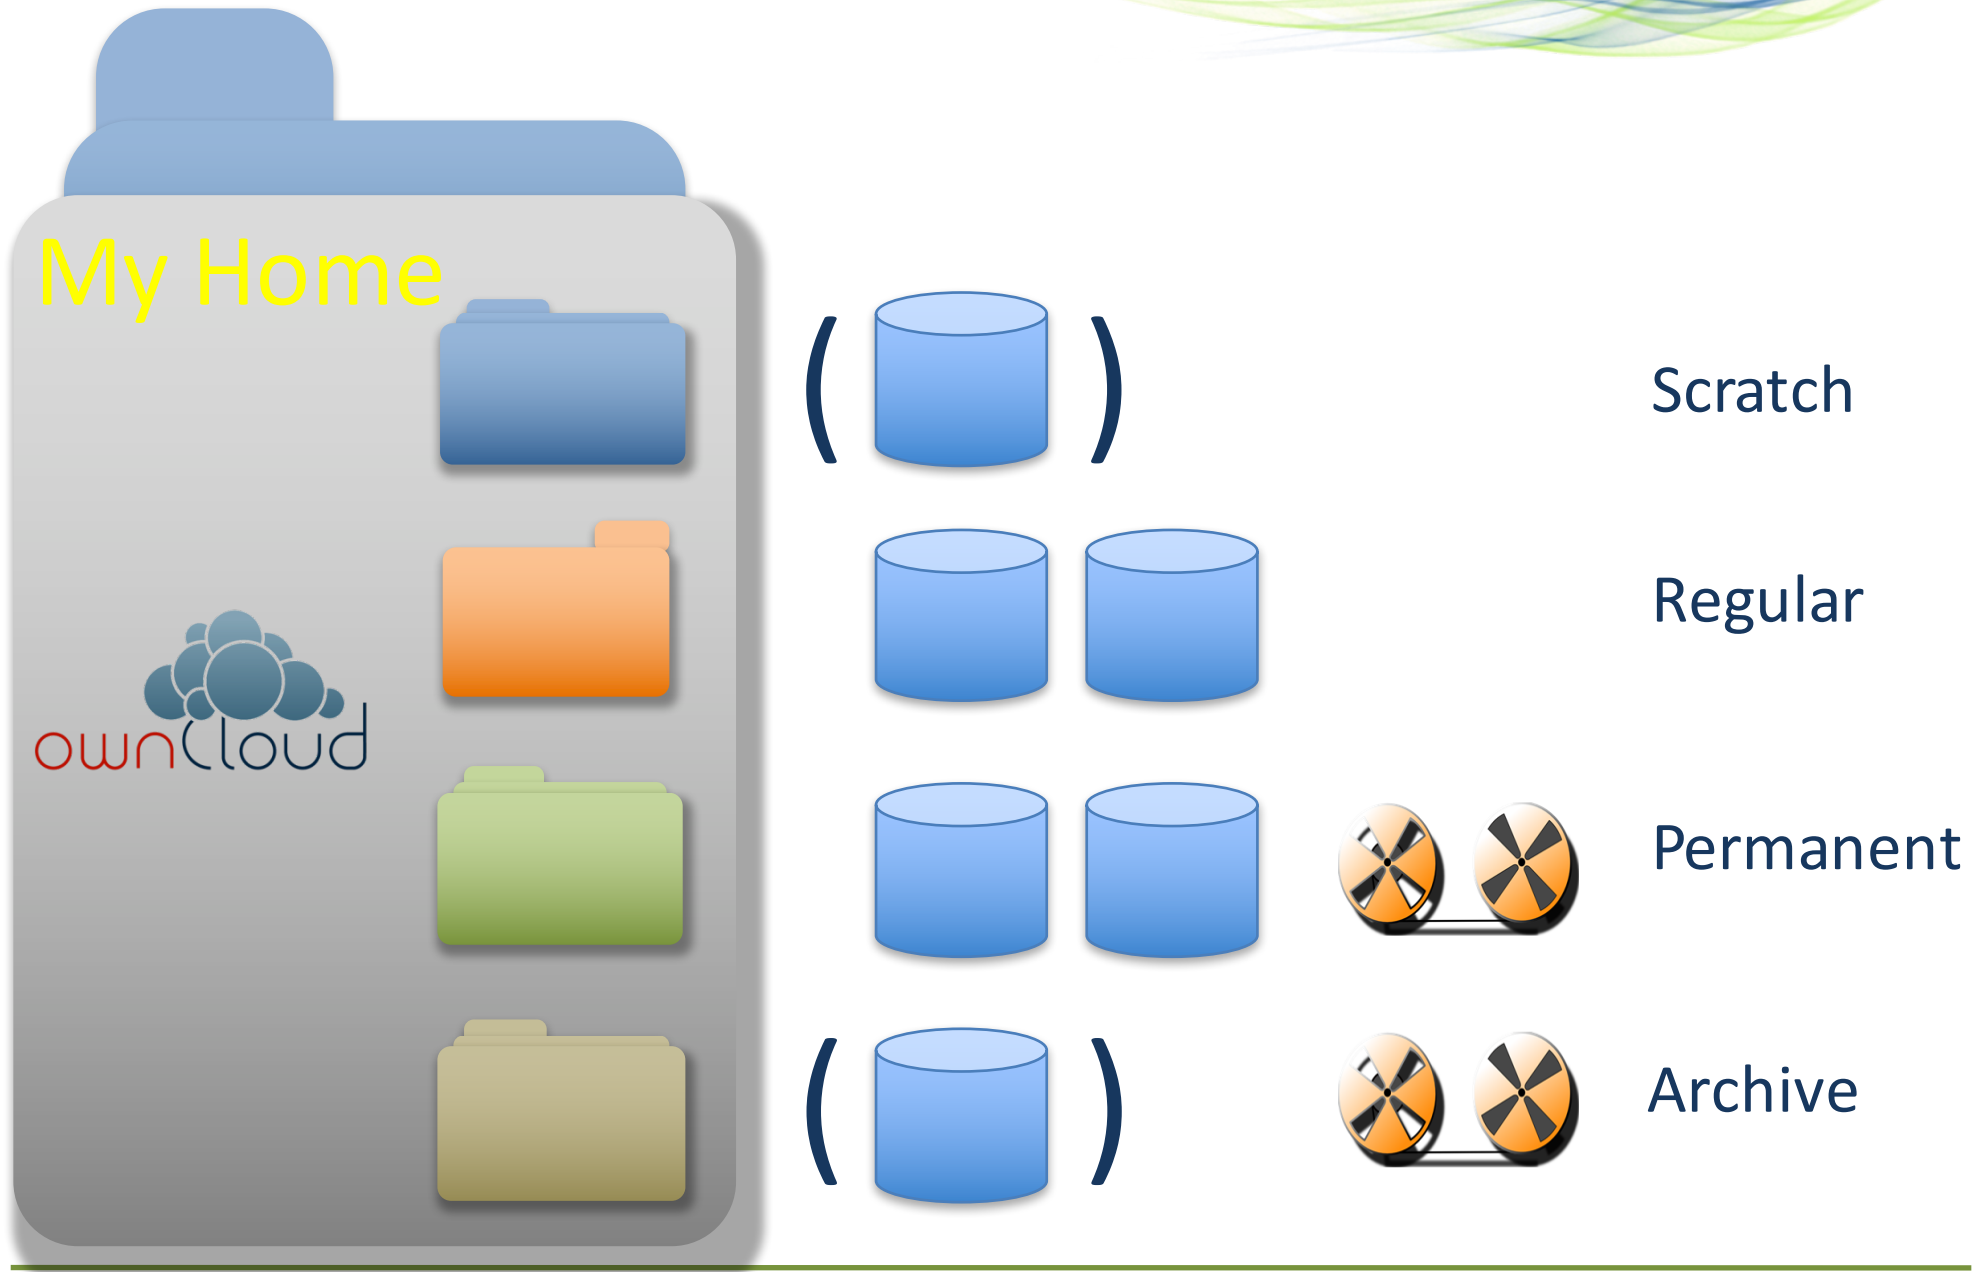 My Home
( )
Scratch
Regular
ownCloud
Permanent
( )
Archive